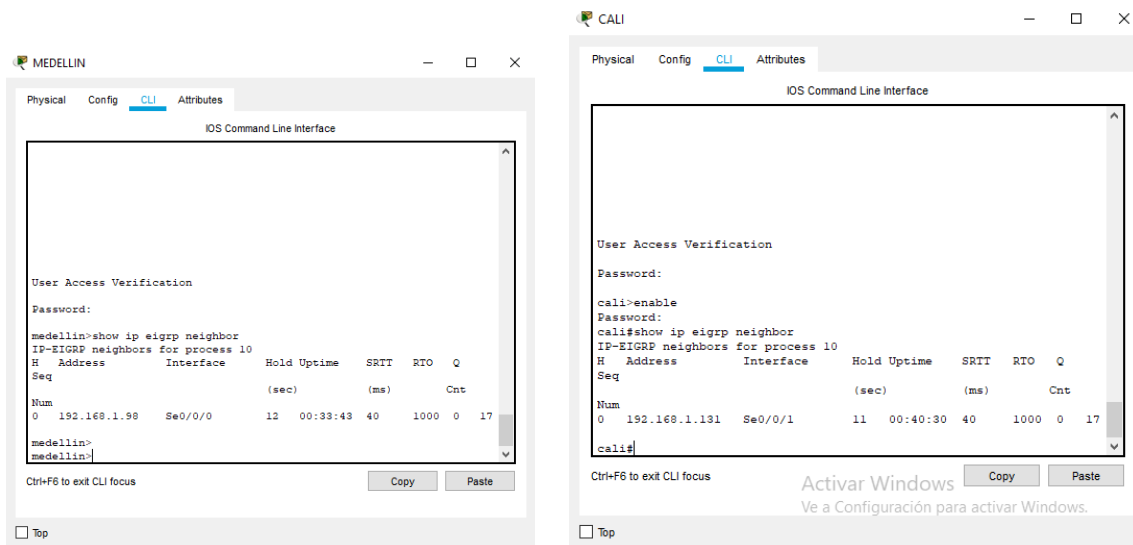 MEDELLIN
Physical Config CLI Attributes
IOS Command Line Interface
User Access Verification
Password:
medellin>show ip eigrp neighbor
IP-EIGRP neighbors for process 10
H Address Interface Hold Uptime SRTT RTO Q
Seq
(sec) (ms) Cnt
Num
0 192.168.1.98 Se0/0/0 12 00:33:43 40 1000 0 17
medellin>
medellin>
Ctrl+F6 to exit CLI focus
Copy Paste
Top
CALI
Physical Config CLI Attributes
IOS Command Line Interface
User Access Verification
Password:
cali>enable
Password:
cali#show ip eigrp neighbor
IP-EIGRP neighbors for process 10
H Address Interface Hold Uptime SRTT RTO Q
Seq
(sec) (ms) Cnt
Num
0 192.168.1.131 Se0/0/1 11 00:40:30 40 1000 0 17
cali#
Ctrl+F6 to exit CLI focus
Copy Paste
Activar Windows
Ve a Configuración para activar Windows.
Top